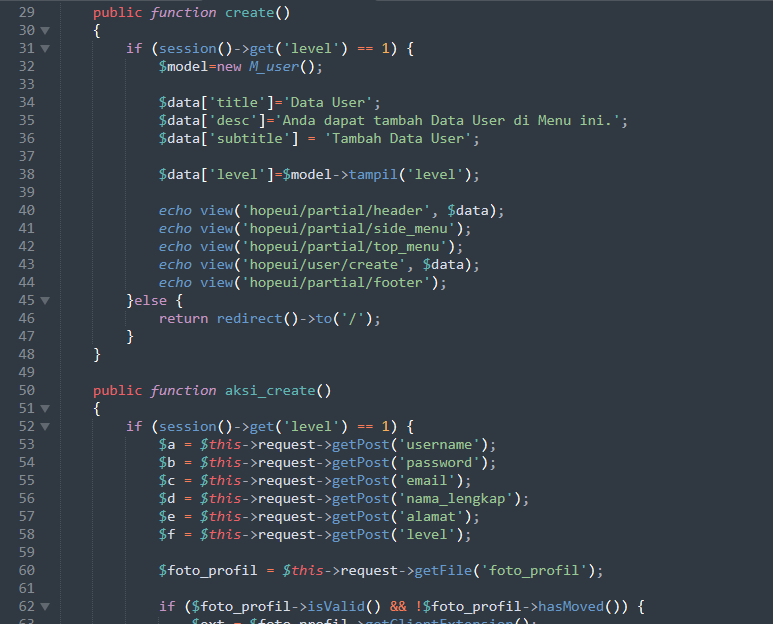 29 public function create()
30 {
31 if (session()->get('level') == 1) {
32 $model=new M_user();
33
34 $data['title']='Data User';
35 $data['desc']='Anda dapat tambah Data User di Menu ini.';
36 $data['subtitle'] = 'Tambah Data User';
37
38 $data['level']=$model->tampil('level');
39
40 echo view('hopeui/partial/header', $data);
41 echo view('hopeui/partial/side_menu');
42 echo view('hopeui/partial/top_menu');
43 echo view('hopeui/user/create', $data);
44 echo view('hopeui/partial/footer');
45 }else {
46 return redirect()->to('/');
47 }
48 }
49
50 public function aksi_create()
51 {
52 if (session()->get('level') == 1) {
53 $a = $this->request->getPost('username');
54 $b = $this->request->getPost('password');
55 $c = $this->request->getPost('email');
56 $d = $this->request->getPost('nama_lengkap');
57 $e = $this->request->getPost('alamat');
58 $f = $this->request->getPost('level');
59
60 $foto_profil = $this->request->getFile('foto_profil');
61
62 if ($foto_profil->isValid() && !$foto_profil->hasMoved()) {
63 $ext = $foto_profil->getClientExtension();